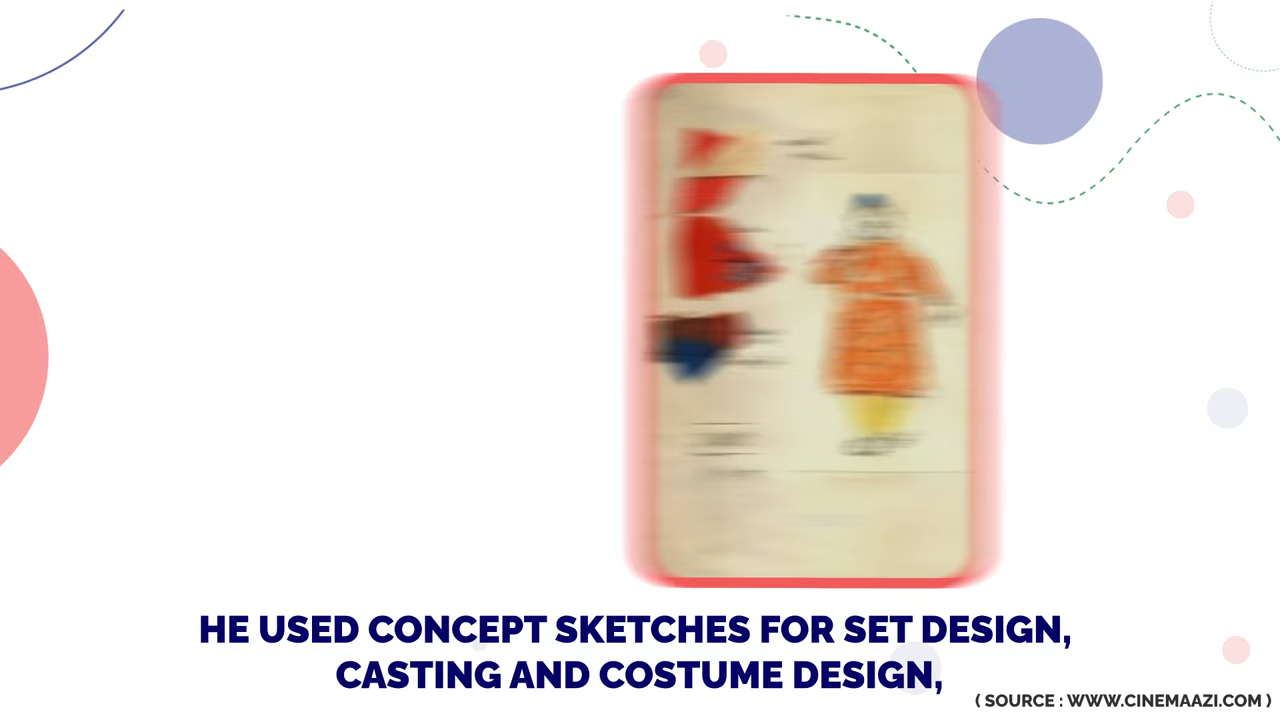 HE USED CONCEPT SKETCHES FOR SET DESIGN,
CASTING AND COSTUME DESIGN,
( SOURCE : WWW.CINEMAAZI.COM )